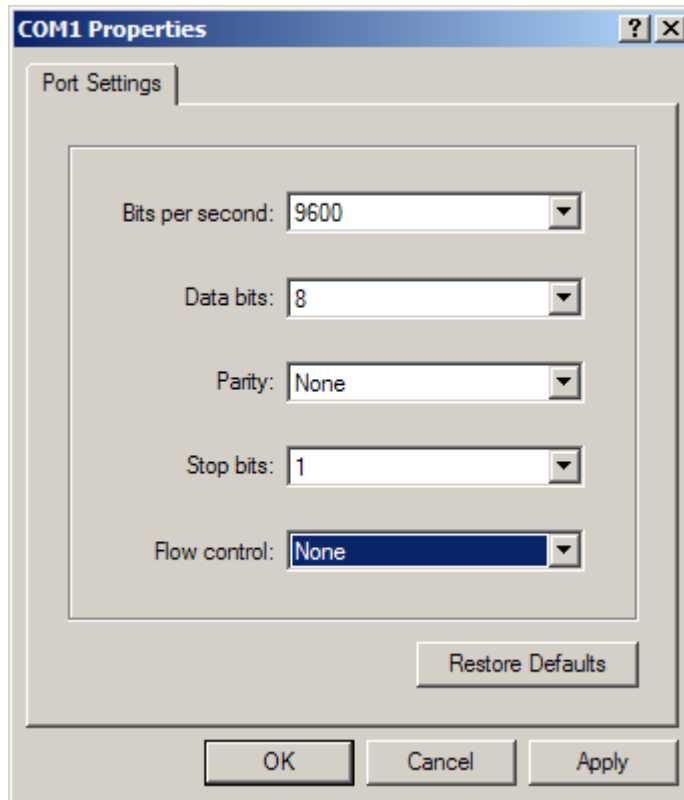 COM1 Properties
Port Settings
Bits per second: 9600
Data bits: 8
Parity: None
Stop bits: 1
Flow control: None
Restore Defaults
OK Cancel Apply